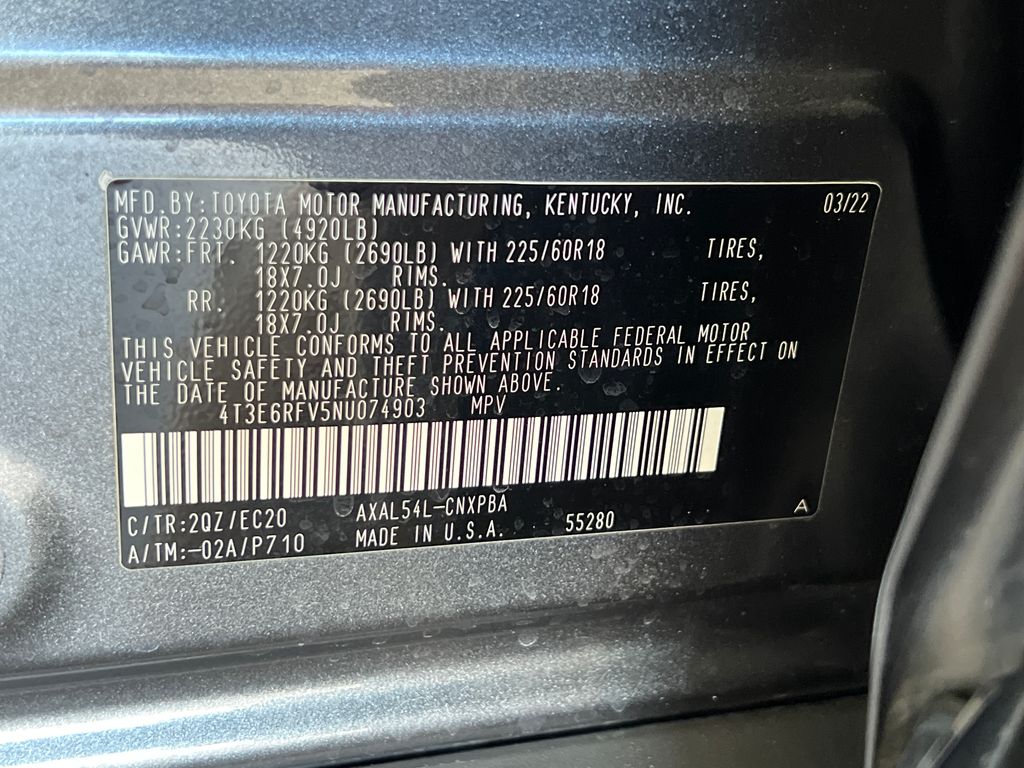 MFD.BY:TOYOTA MOTOR MANUFACTURING, KENTUCKY, INC. 03/22
GVWR:2230KG (4920LB)
GAWR:FRT. 1220KG (2690LB) WITH 225/60R18 TIRES,
18X7.0J RIMS.
RR. 1220KG (2690LB) WITH 225/60R18 TIRES,
18X7.0J RIMS.
THIS VEHICLE CONFORMS TO ALL APPLICABLE FEDERAL MOTOR
VEHICLE SAFETY AND THEFT PREVENTION STANDARDS IN EFFECT ON
THE DATE OF MANUFACTURE SHOWN ABOVE.
4T3E6RFV5NU074903 MPV
C/TR:2QZ/EC20 AXAL54L-CNXPBA
A/TM:-02A/P710 MADE IN U.S.A. 55280 A